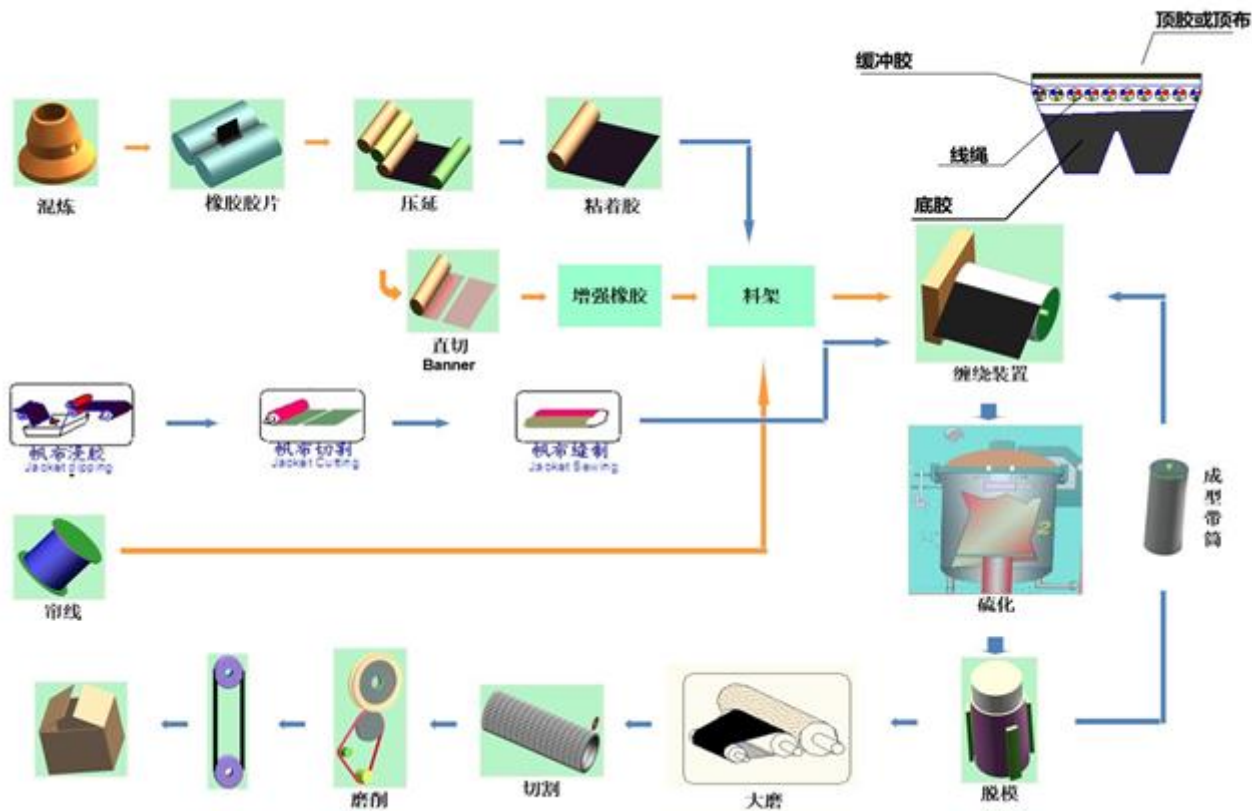 顶胶或顶布
缓冲胶
线绳
底胶
混炼
橡胶胶片
压延
粘着胶
直切
Banner
增强橡胶
料架
缠绕装置
帆布浸胶
Jacket dipping
帆布切割
Jacket Cutting
帆布缝制
Jacket Sewing
帘线
2
硫化
成型带筒
脱模
大磨
切割
磨削